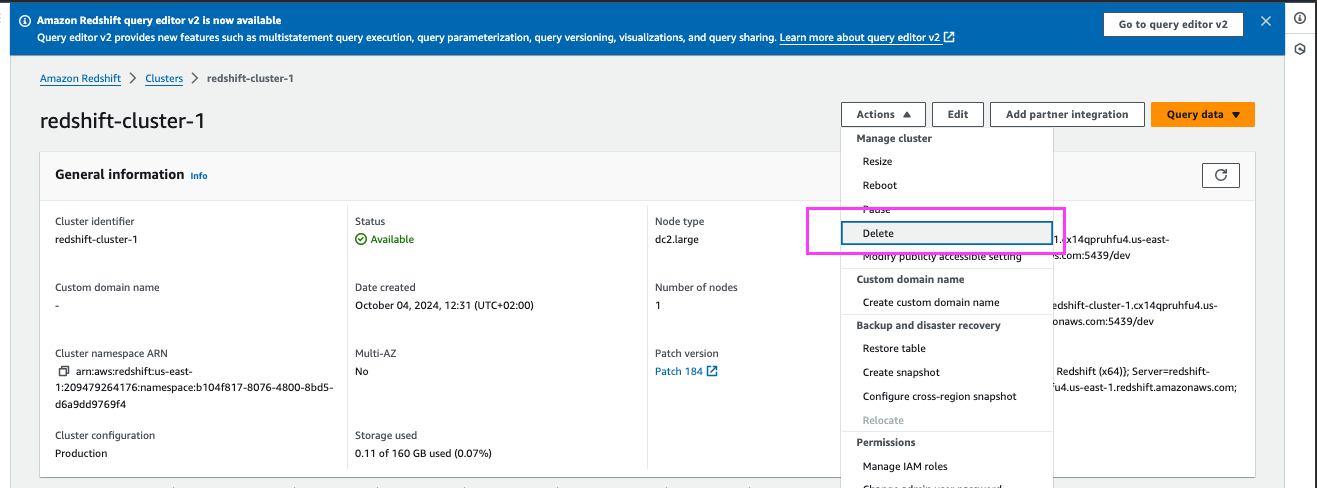 Amazon Redshift query editor v2 is now available
Query editor v2 provides new features such as multistatement query execution, query parameterization, query versioning, visualizations, and query sharing. Learn more about query editor v2
Go to query editor v2
Amazon Redshift > Clusters > redshift-cluster-1
redshift-cluster-1
Actions
Edit
Add partner integration
Query data
Manage cluster
Resize
Reboot
Pause
Delete
Modify publicly accessible setting
Custom domain name
Create custom domain name
Backup and disaster recovery
Restore table
Create snapshot
Configure cross-region snapshot
Relocate
Permissions
Manage IAM roles
Change admin user password
General information Info
Cluster identifier
redshift-cluster-1
Custom domain name
-
Cluster namespace ARN
arn:aws:redshift:us-east-
1:209479264176:namespace:b104f817-8076-4800-8bd5-
d6a9dd9769f4
Cluster configuration
Production
Status
Available
Date created
October 04, 2024, 12:31 (UTC+02:00)
Multi-AZ
No
Storage used
0.11 of 160 GB used (0.07%)
Node type
dc2.large
Number of nodes
1
Patch version
Patch 184
1.cx14qpruhfu4.us-east-
ws.com:5439/dev
edshift-cluster-1.cx14qpruhfu4.us-
onaws.com:5439/dev
Redshift (x64)}; Server=redshift-
fu4.us-east-1.redshift.amazonaws.com;